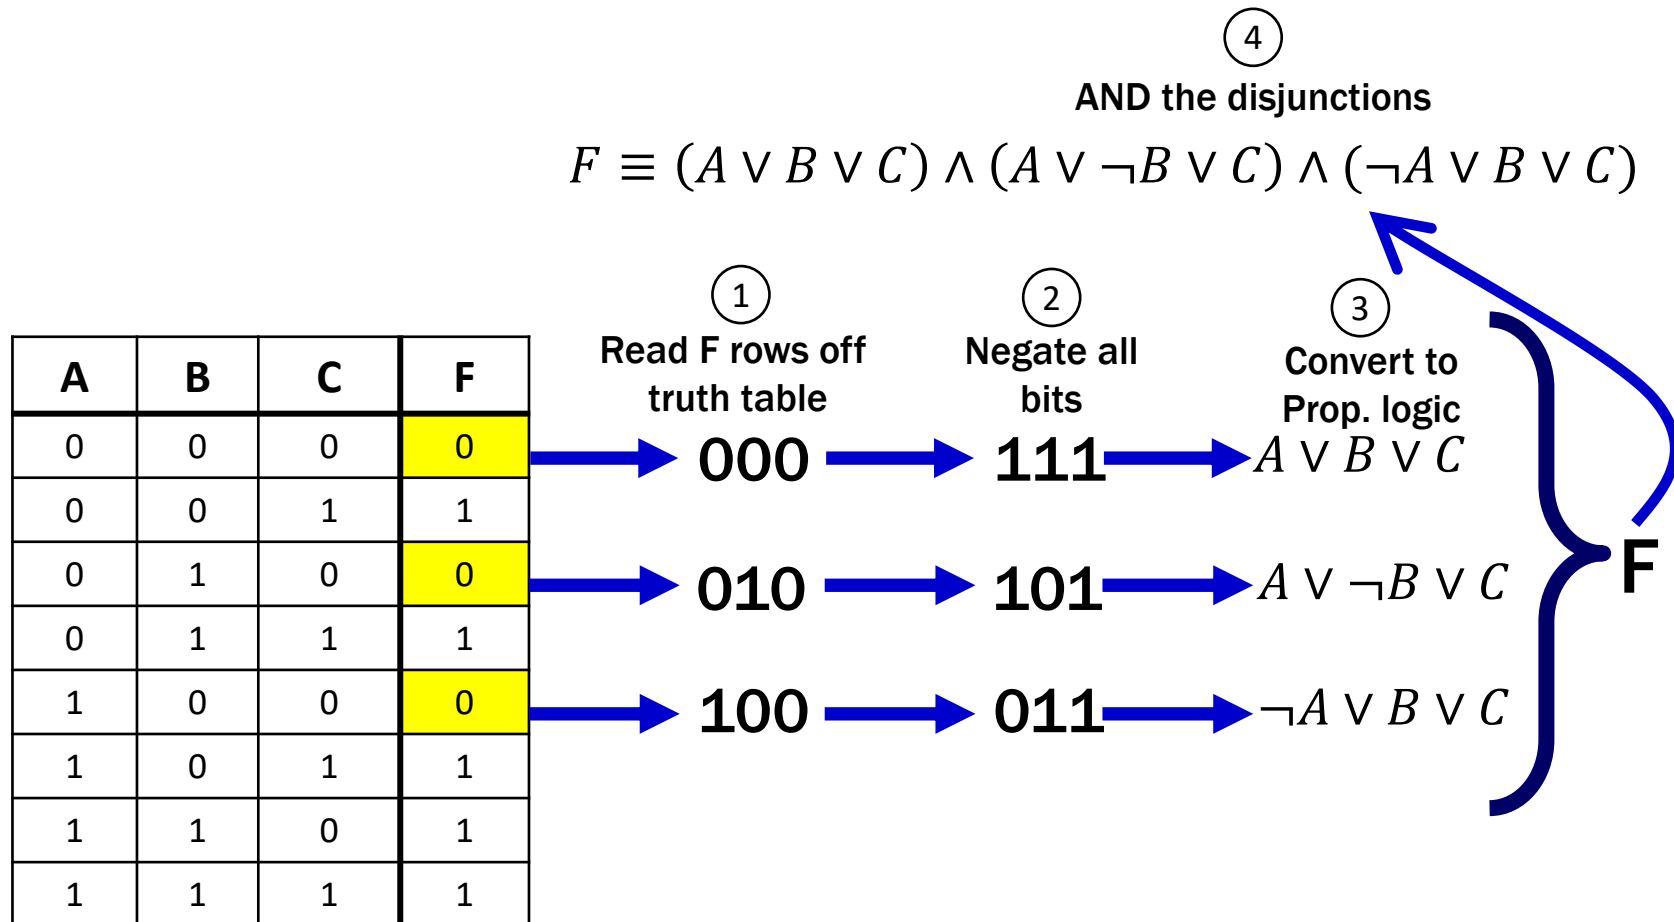 4
AND the disjunctions
F ≡ (A ∨ B ∨ C) ∧ (A ∨ ¬B ∨ C) ∧ (¬A ∨ B ∨ C)
1
Read F rows off
truth table
2
Negate all
bits
3
Convert to
Prop. logic
A B C F
0 0 0 0 000 111 A ∨ B ∨ C
0 0 1 1
0 1 0 0 010 101 A ∨ ¬B ∨ C
F
0 1 1 1
1 0 0 0 100 011 ¬A ∨ B ∨ C
1 0 1 1
1 1 0 1
1 1 1 1